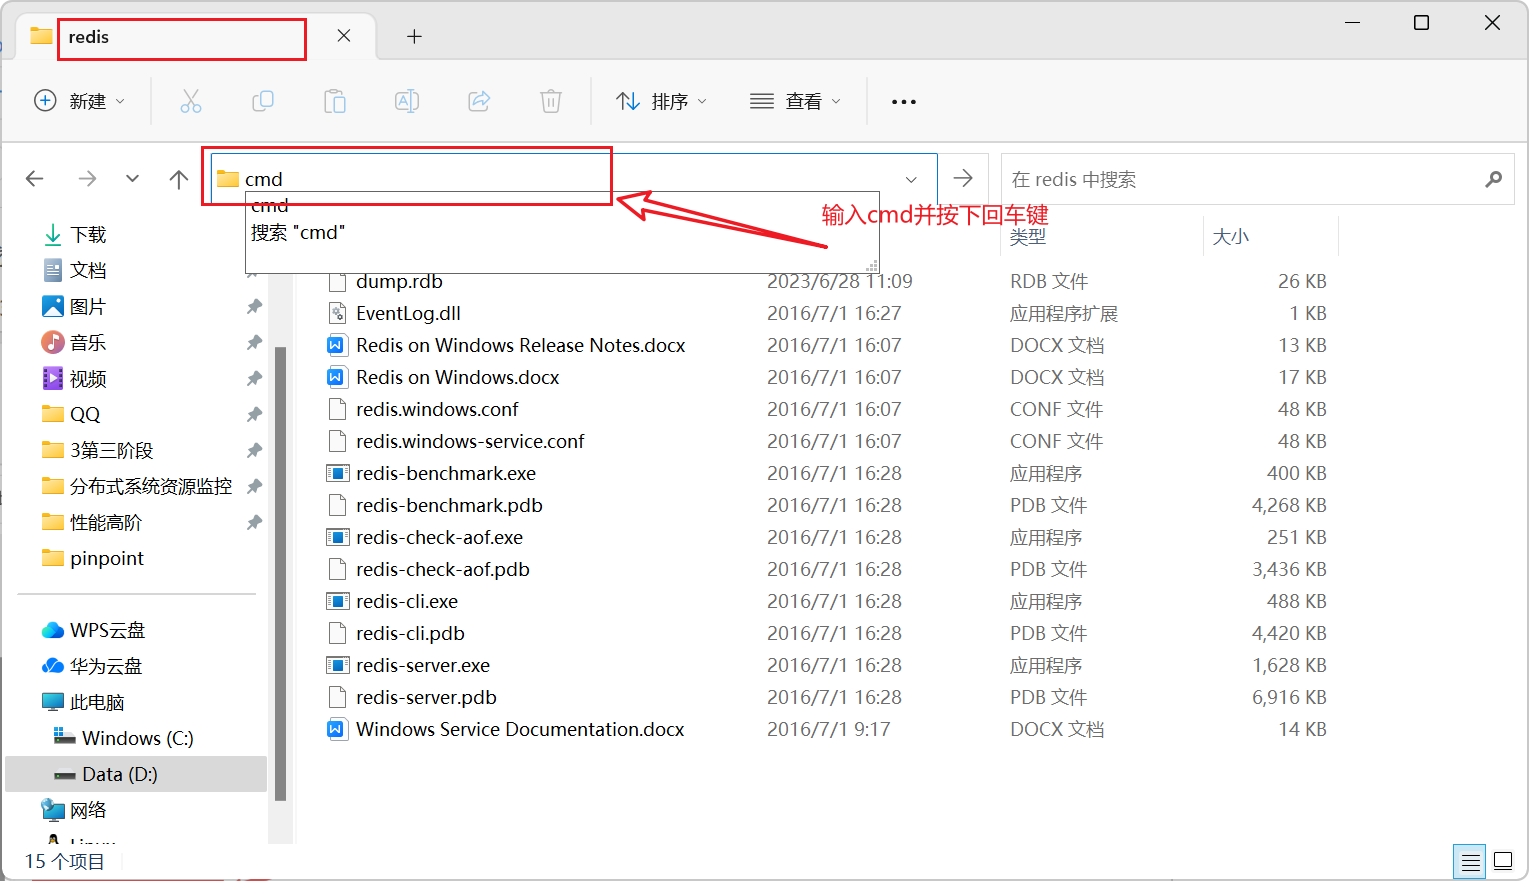 redis
新建
排序
查看
cmd
在 redis 中搜索
cmd
搜索 "cmd"
输入cmd并按下回车键
类型
大小
下载
文档
图片
音乐
视频
QQ
3第三阶段
分布式系统资源监控
性能高阶
pinpoint
WPS云盘
华为云盘
此电脑
Windows (C:)
Data (D:)
网络
Linux
dump.rdb 2023/6/28 11:09 RDB 文件 26 KB
EventLog.dll 2016/7/1 16:27 应用程序扩展 1 KB
Redis on Windows Release Notes.docx 2016/7/1 16:07 DOCX 文档 13 KB
Redis on Windows.docx 2016/7/1 16:07 DOCX 文档 17 KB
redis.windows.conf 2016/7/1 16:07 CONF 文件 48 KB
redis.windows-service.conf 2016/7/1 16:07 CONF 文件 48 KB
redis-benchmark.exe 2016/7/1 16:28 应用程序 400 KB
redis-benchmark.pdb 2016/7/1 16:28 PDB 文件 4,268 KB
redis-check-aof.exe 2016/7/1 16:28 应用程序 251 KB
redis-check-aof.pdb 2016/7/1 16:28 PDB 文件 3,436 KB
redis-cli.exe 2016/7/1 16:28 应用程序 488 KB
redis-cli.pdb 2016/7/1 16:28 PDB 文件 4,420 KB
redis-server.exe 2016/7/1 16:28 应用程序 1,628 KB
redis-server.pdb 2016/7/1 16:28 PDB 文件 6,916 KB
Windows Service Documentation.docx 2016/7/1 9:17 DOCX 文档 14 KB
15 个项目